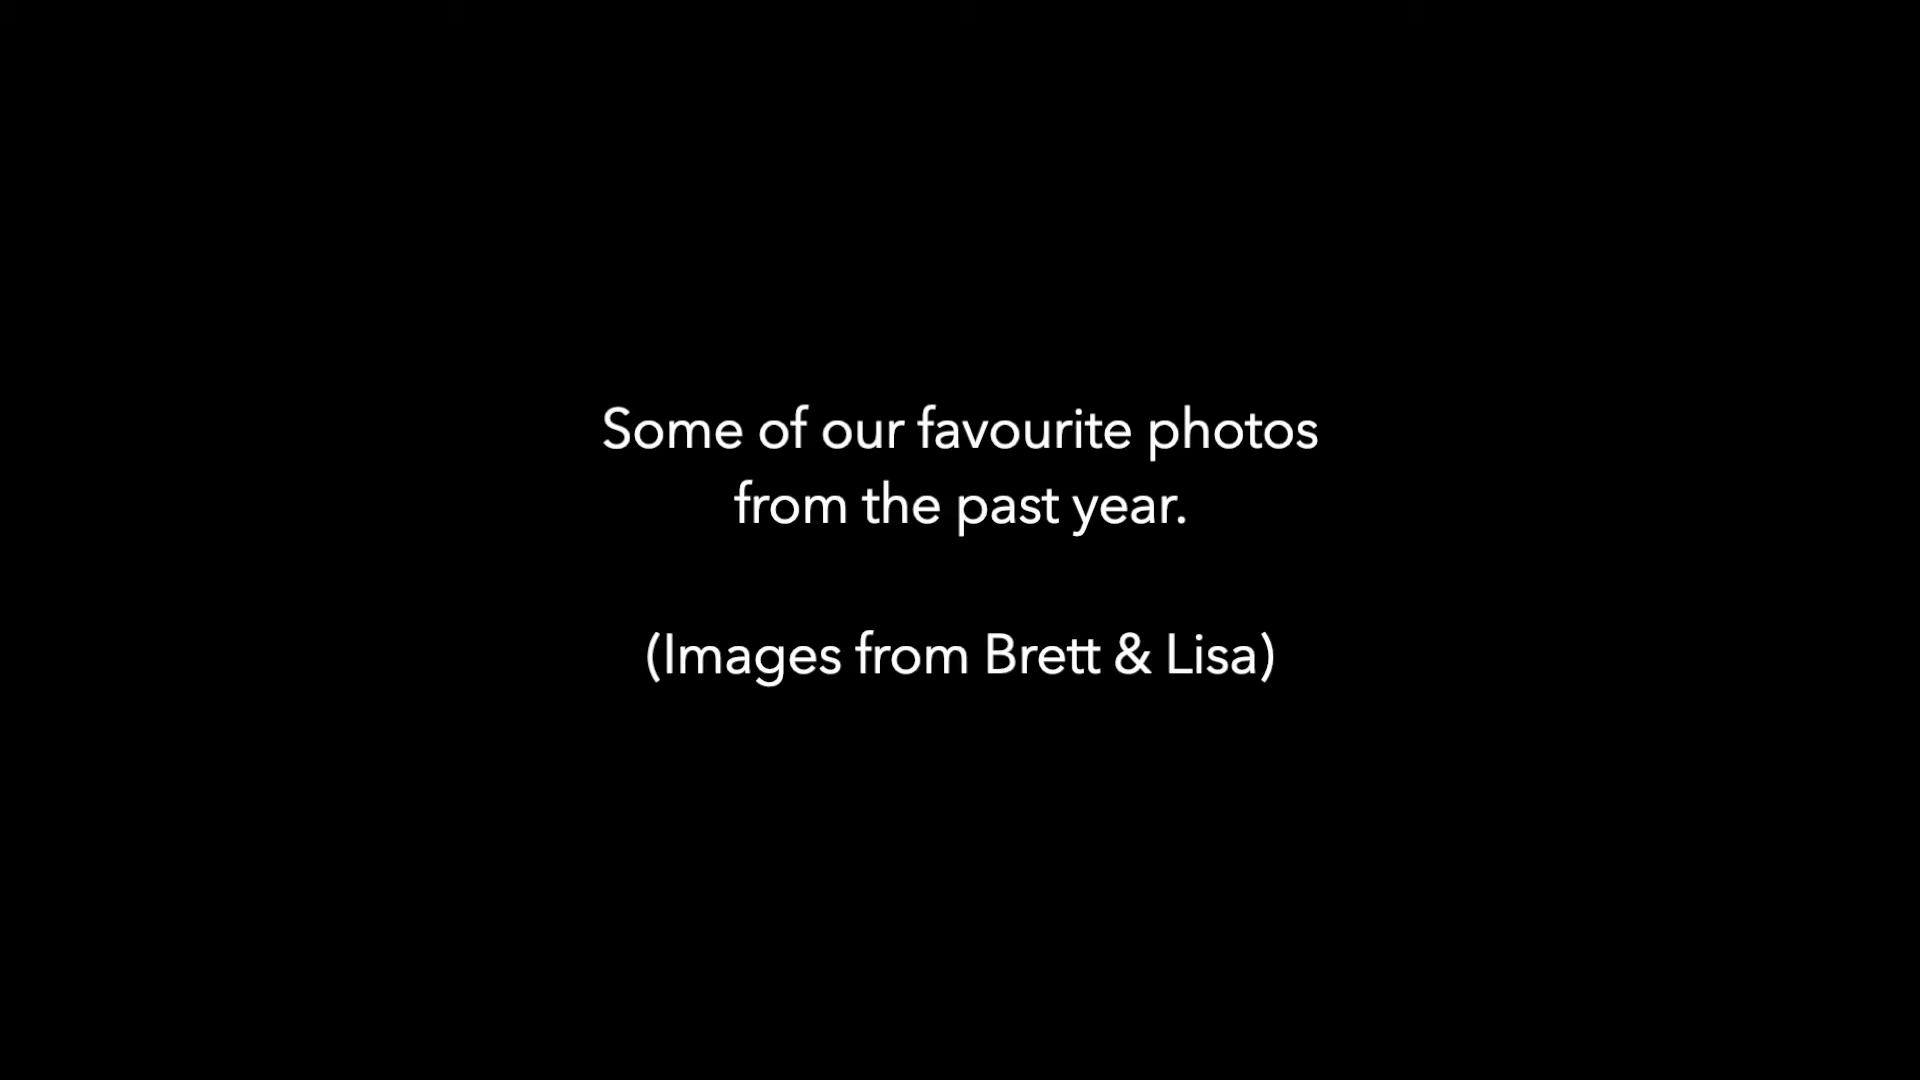 Some of our favourite photos
from the past year.
(Images from Brett & Lisa)